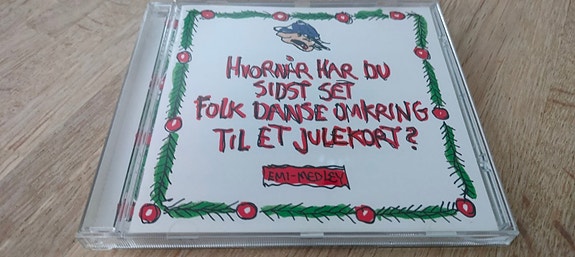 HVORNÅR HAR DU
SIDST SET
FOLK DANSE OMKRING
TIL ET JULEKORT?
EMI-MEDLEY